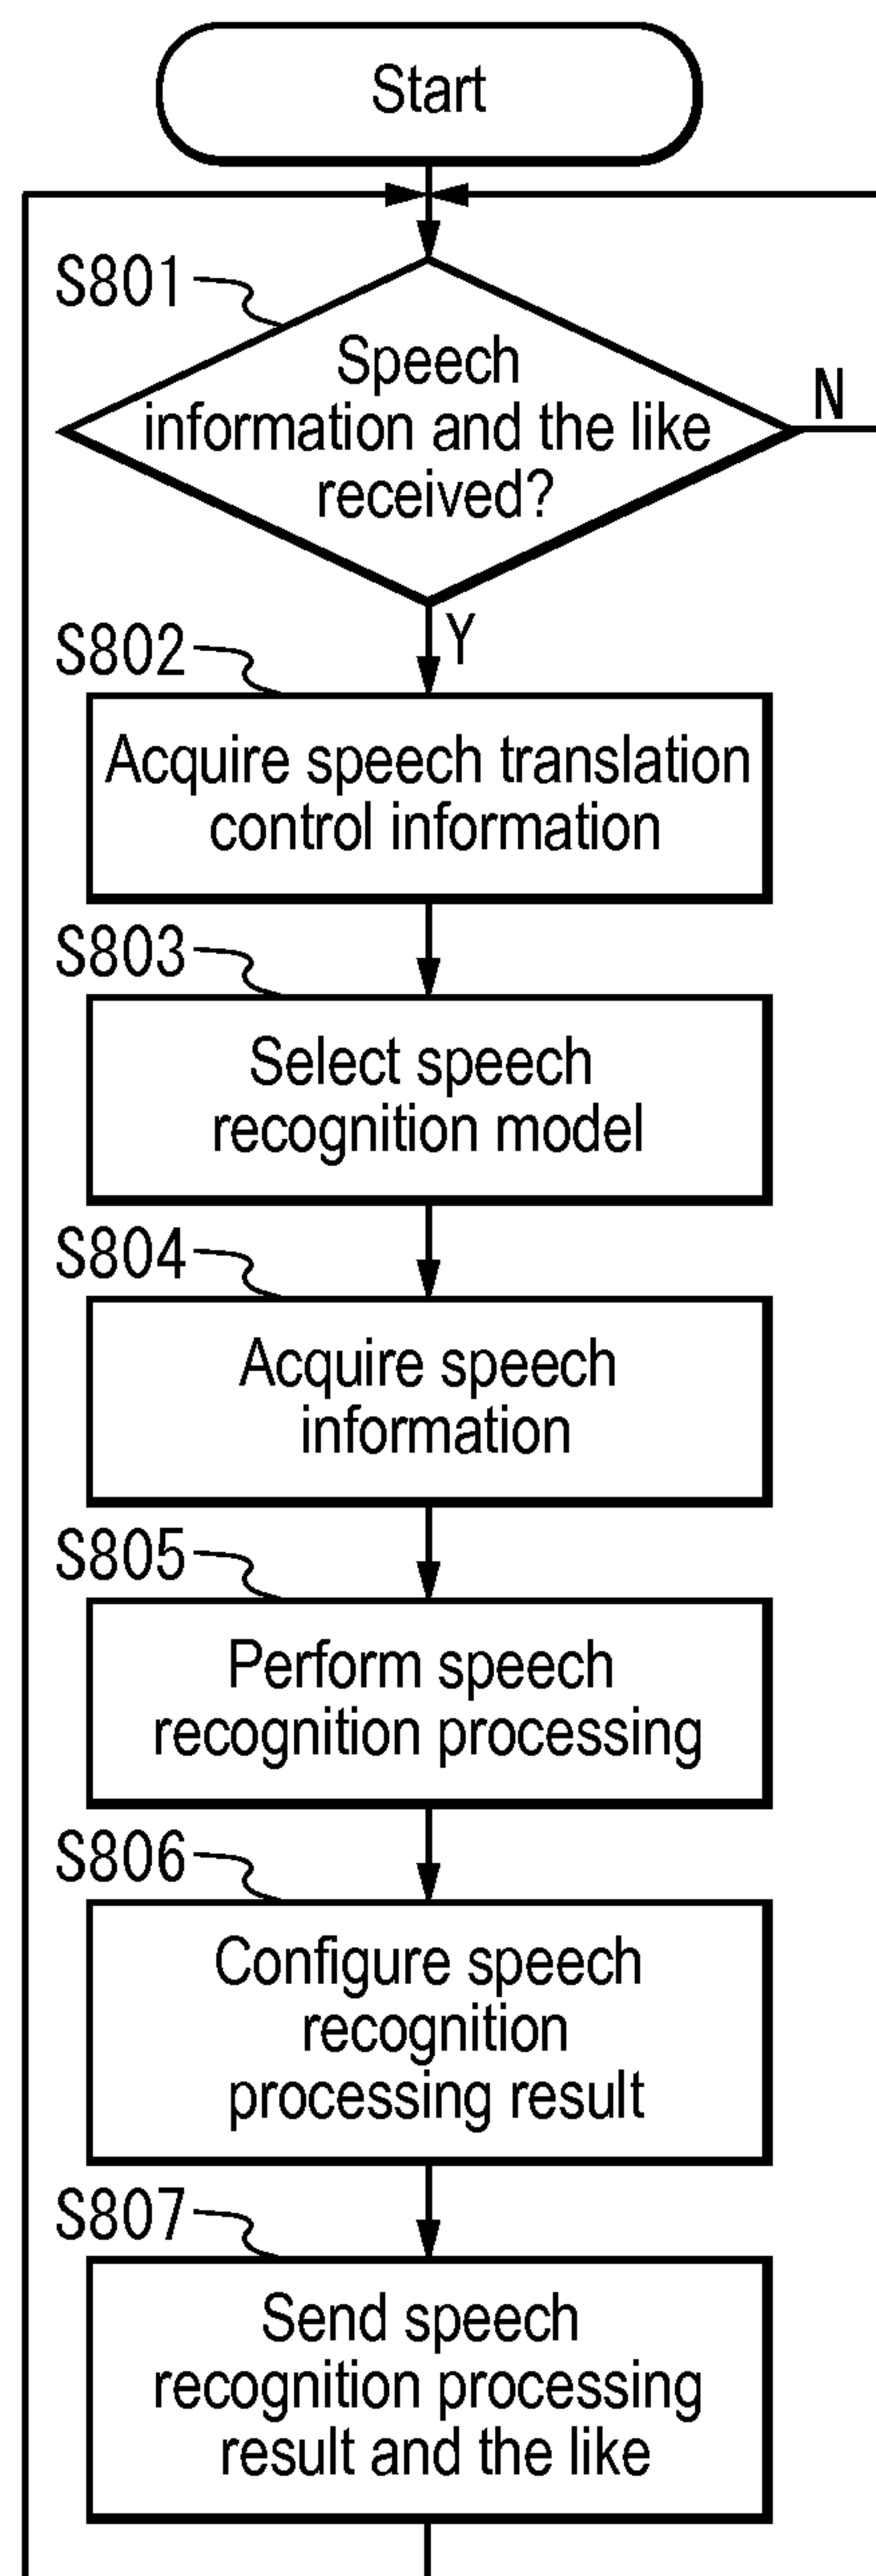 Start
S801
Speech
information and the like
received?
N
Y
S802
Acquire speech translation
control information
S803
Select speech
recognition model
S804
Acquire speech
information
S805
Perform speech
recognition processing
S806
Configure speech
recognition
processing result
S807
Send speech
recognition processing
result and the like